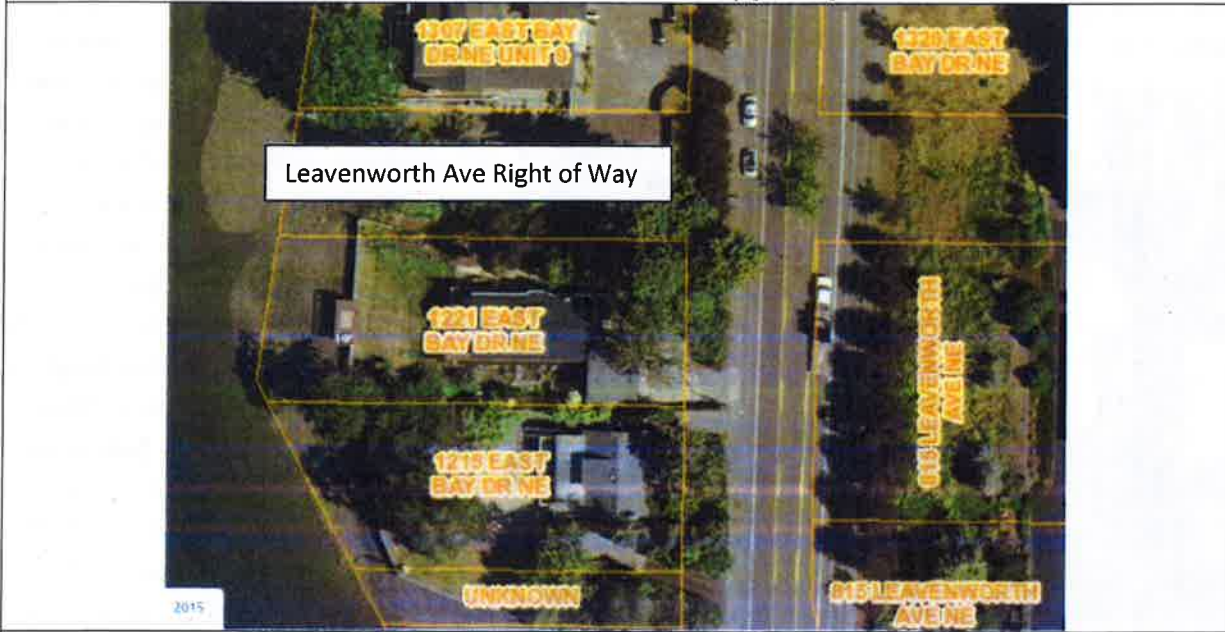 1307 EAST BAY
DR NE UNIT 9
1320 EAST
BAY DR NE
Leavenworth Ave Right of Way
1221 EAST
BAY DR NE
815 LEAVENWORTH
AVE NE
1215 EAST
BAY DR NE
UNKNOWN
815 LEAVENWORTH
AVE NE
2015